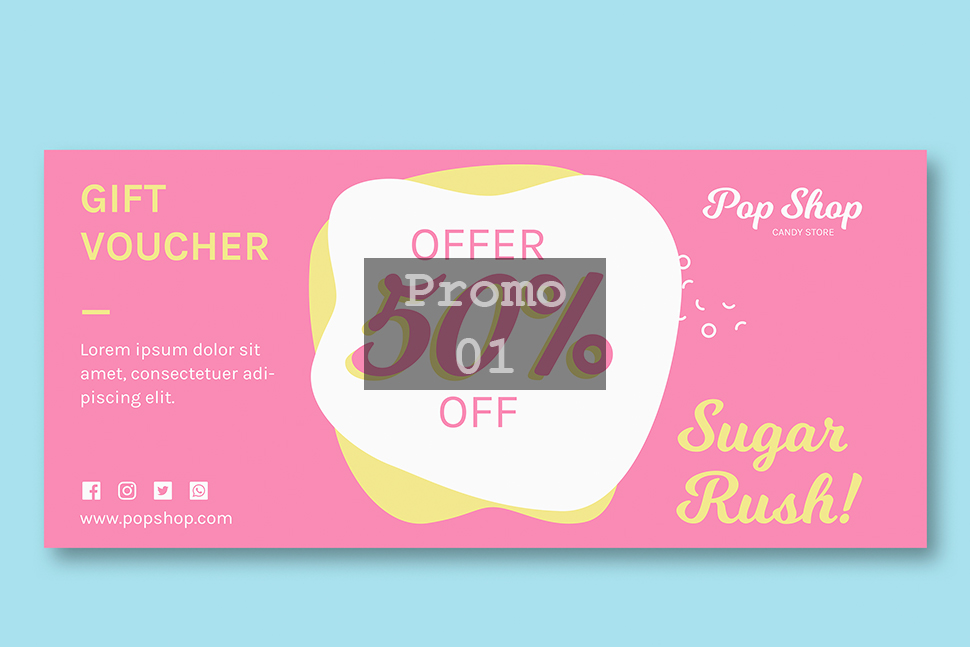 GIFT
VOUCHER
Lorem ipsum dolor sit
amet, consectetuer adi-
piscing elit.
www.popshop.com
OFFER
50%
OFF
Promo
01
Pop Shop
CANDY STORE
Sugar
Rush!